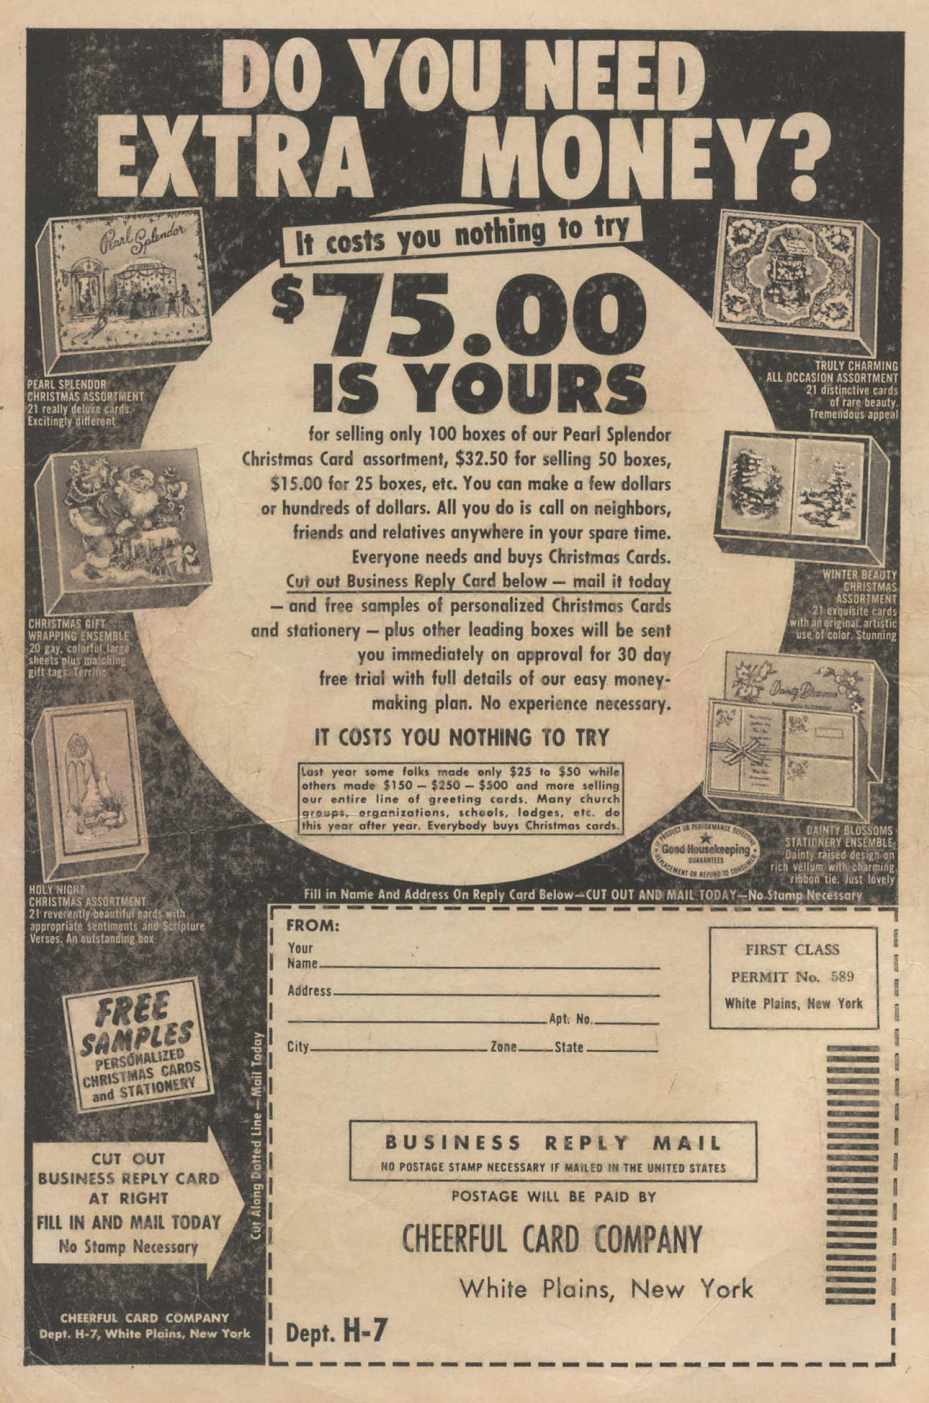 DO YOU NEED
EXTRA MONEY?
It costs you nothing to try
$75.00
IS YOURS
for selling only 100 boxes of our Pearl Splendor
Christmas Card assortment, $32.50 for selling 50 boxes,
$15.00 for 25 boxes, etc. You can make a few dollars
or hundreds of dollars. All you do is call on neighbors,
friends and relatives anywhere in your spare time.
Everyone needs and buys Christmas Cards.
Cut out Business Reply Card below — mail it today
— and free samples of personalized Christmas Cards
and stationery — plus other leading boxes will be sent
you immediately on approval for 30 day
free trial with full details of our easy money-
making plan. No experience necessary.
IT COSTS YOU NOTHING TO TRY
Last year some folks made only $25 to $50 while
others made $150 — $250 — $500 and more selling
our entire line of greeting cards. Many church
groups, organizations, schools, lodges, etc. do
this year after year. Everybody buys Christmas cards.
Pearl Splendor
PEARL SPLENDOR
CHRISTMAS ASSORTMENT
21 really deluxe cards.
Excitingly different
CHRISTMAS GIFT
WRAPPING ENSEMBLE
20 gay, colorful large
sheets plus matching
gift tags. Terrific
HOLY NIGHT
CHRISTMAS ASSORTMENT
21 reverently beautiful cards with
appropriate sentiments and Scripture
Verses. An outstanding box
TRULY CHARMING
ALL OCCASION ASSORTMENT
21 distinctive cards
of rare beauty.
Tremendous appeal
WINTER BEAUTY
CHRISTMAS
ASSORTMENT
21 exquisite cards
with an original, artistic
use of color. Stunning
Dainty Blossoms
DAINTY BLOSSOMS
STATIONERY ENSEMBLE
Dainty raised design on
rich vellum with charming
ribbon tie. Just lovely
Good Housekeeping
GUARANTEES
REPLACEMENT OR REFUND TO CONSUMER
IF PRODUCT OR PERFORMANCE DEFECTIVE
Fill in Name And Address On Reply Card Below—CUT OUT AND MAIL TODAY—No Stamp Necessary
FREE
SAMPLES
PERSONALIZED
CHRISTMAS CARDS
and STATIONERY
CUT OUT
BUSINESS REPLY CARD
AT RIGHT
FILL IN AND MAIL TODAY
No Stamp Necessary
CHEERFUL CARD COMPANY
Dept. H-7, White Plains, New York
Cut Along Dotted Line — Mail Today
FROM:
Your
Name
Address
Apt. No.
City Zone State
FIRST CLASS
PERMIT No. 589
White Plains, New York
BUSINESS REPLY MAIL
NO POSTAGE STAMP NECESSARY IF MAILED IN THE UNITED STATES
POSTAGE WILL BE PAID BY
CHEERFUL CARD COMPANY
White Plains, New York
Dept. H-7